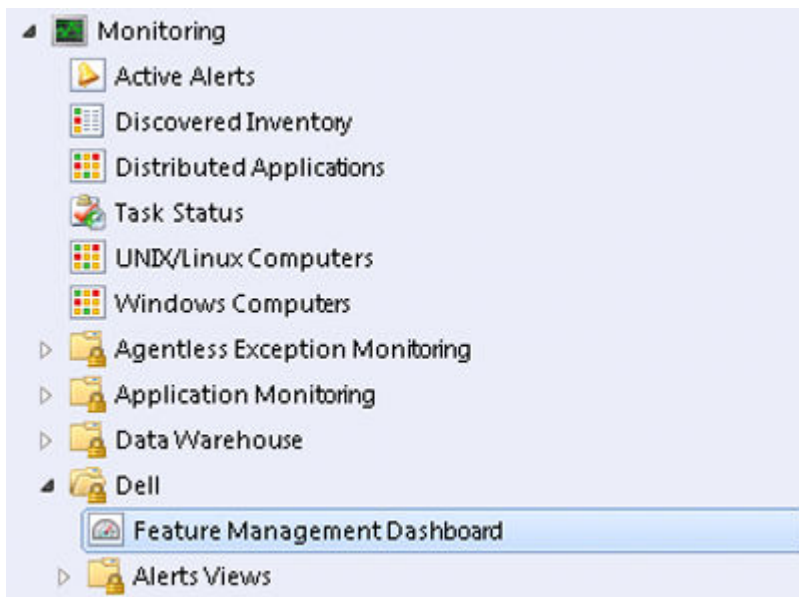 Monitoring
Active Alerts
Discovered Inventory
Distributed Applications
Task Status
UNIX/Linux Computers
Windows Computers
Agentless Exception Monitoring
Application Monitoring
Data Warehouse
Dell
Feature Management Dashboard
Alerts Views